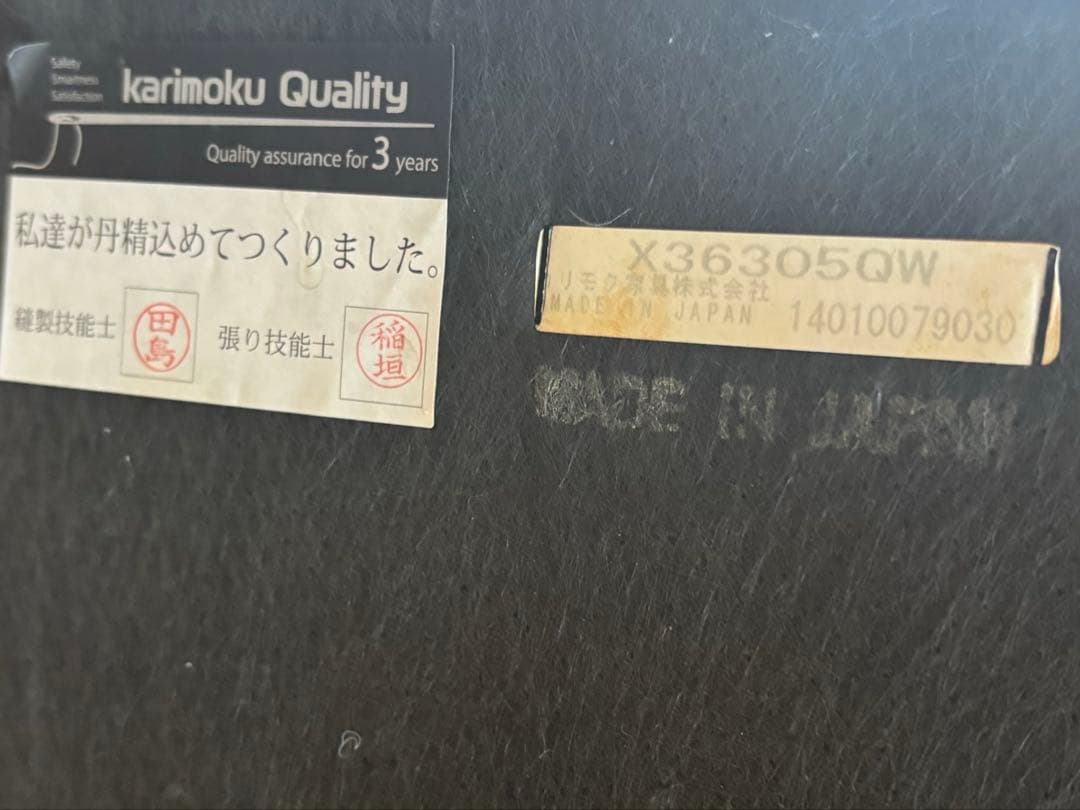 Safety
Smartness
Satisfaction
karimoku Quality
Quality assurance for 3 years
私達が丹精込めてつくりました。
縫製技能士 田島
張り技能士 稲垣
X36305QW
リモク家具株式会社
MADE IN JAPAN 14010079030
MADE IN JAPAN